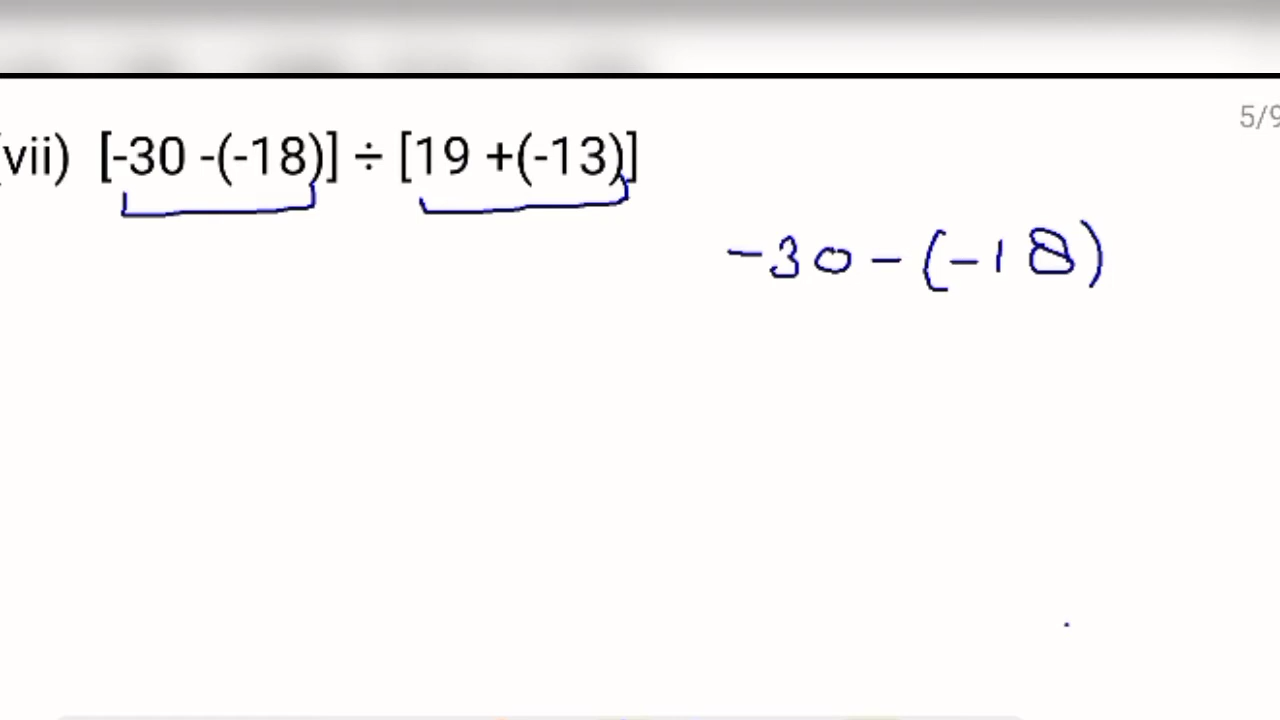 5/9
(vii) [-30 -(-18)] ÷ [19 +(-13)]
-30-(-18)